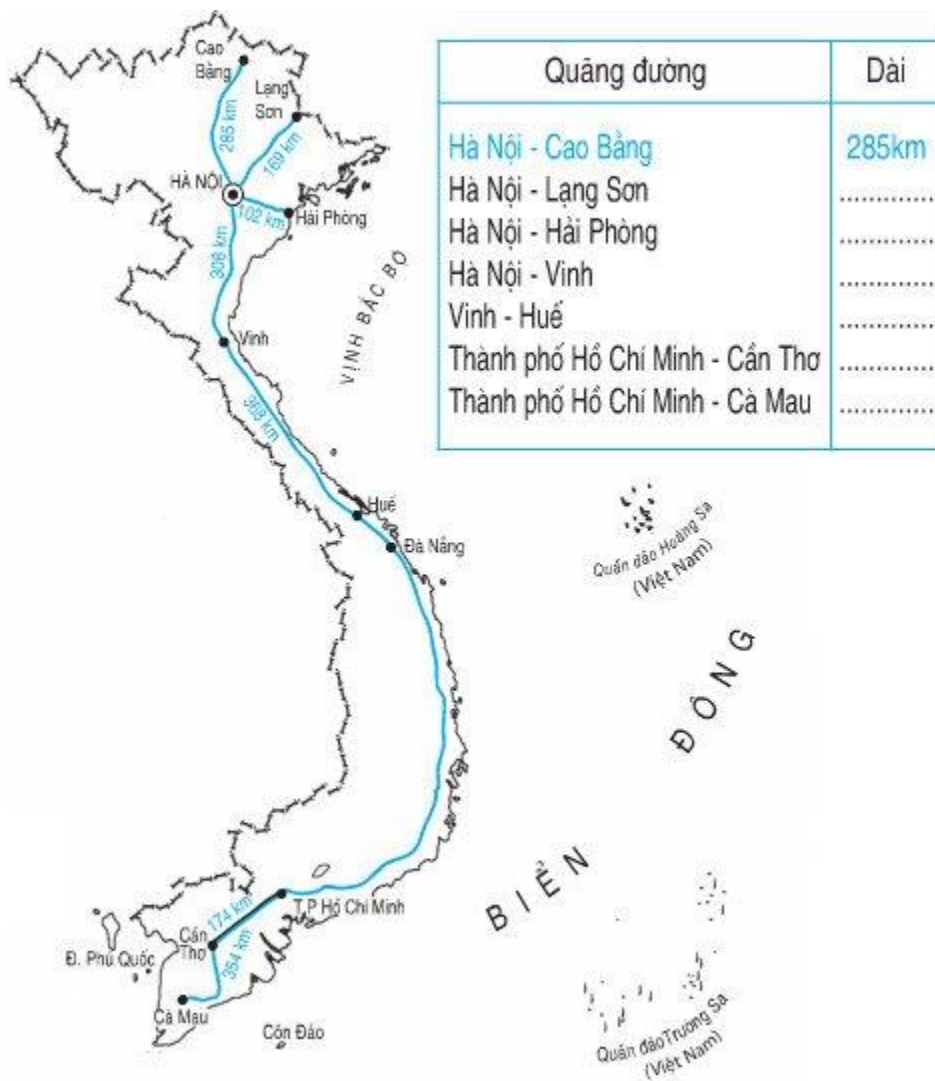 Cao
Bằng
Lạng
Sơn
285 km
169 km
HÀ NỘI
102 km
Hải Phòng
308 km
Vinh
VỊNH BẮC BỘ
368 km
Huế
Đà Nẵng
Quần đảo Hoàng Sa
(Việt Nam)
BIỂN ĐÔNG
T.P Hồ Chí Minh
174 km
Cần
Thơ
354 km
Đ. Phú Quốc
Cà Mau
Côn Đảo
Quần đảo Trường Sa
(Việt Nam)
Quãng đường Dài
Hà Nội - Cao Bằng 285km
Hà Nội - Lạng Sơn ............
Hà Nội - Hải Phòng ............
Hà Nội - Vinh ............
Vinh - Huế ............
Thành phố Hồ Chí Minh - Cần Thơ ............
Thành phố Hồ Chí Minh - Cà Mau ............